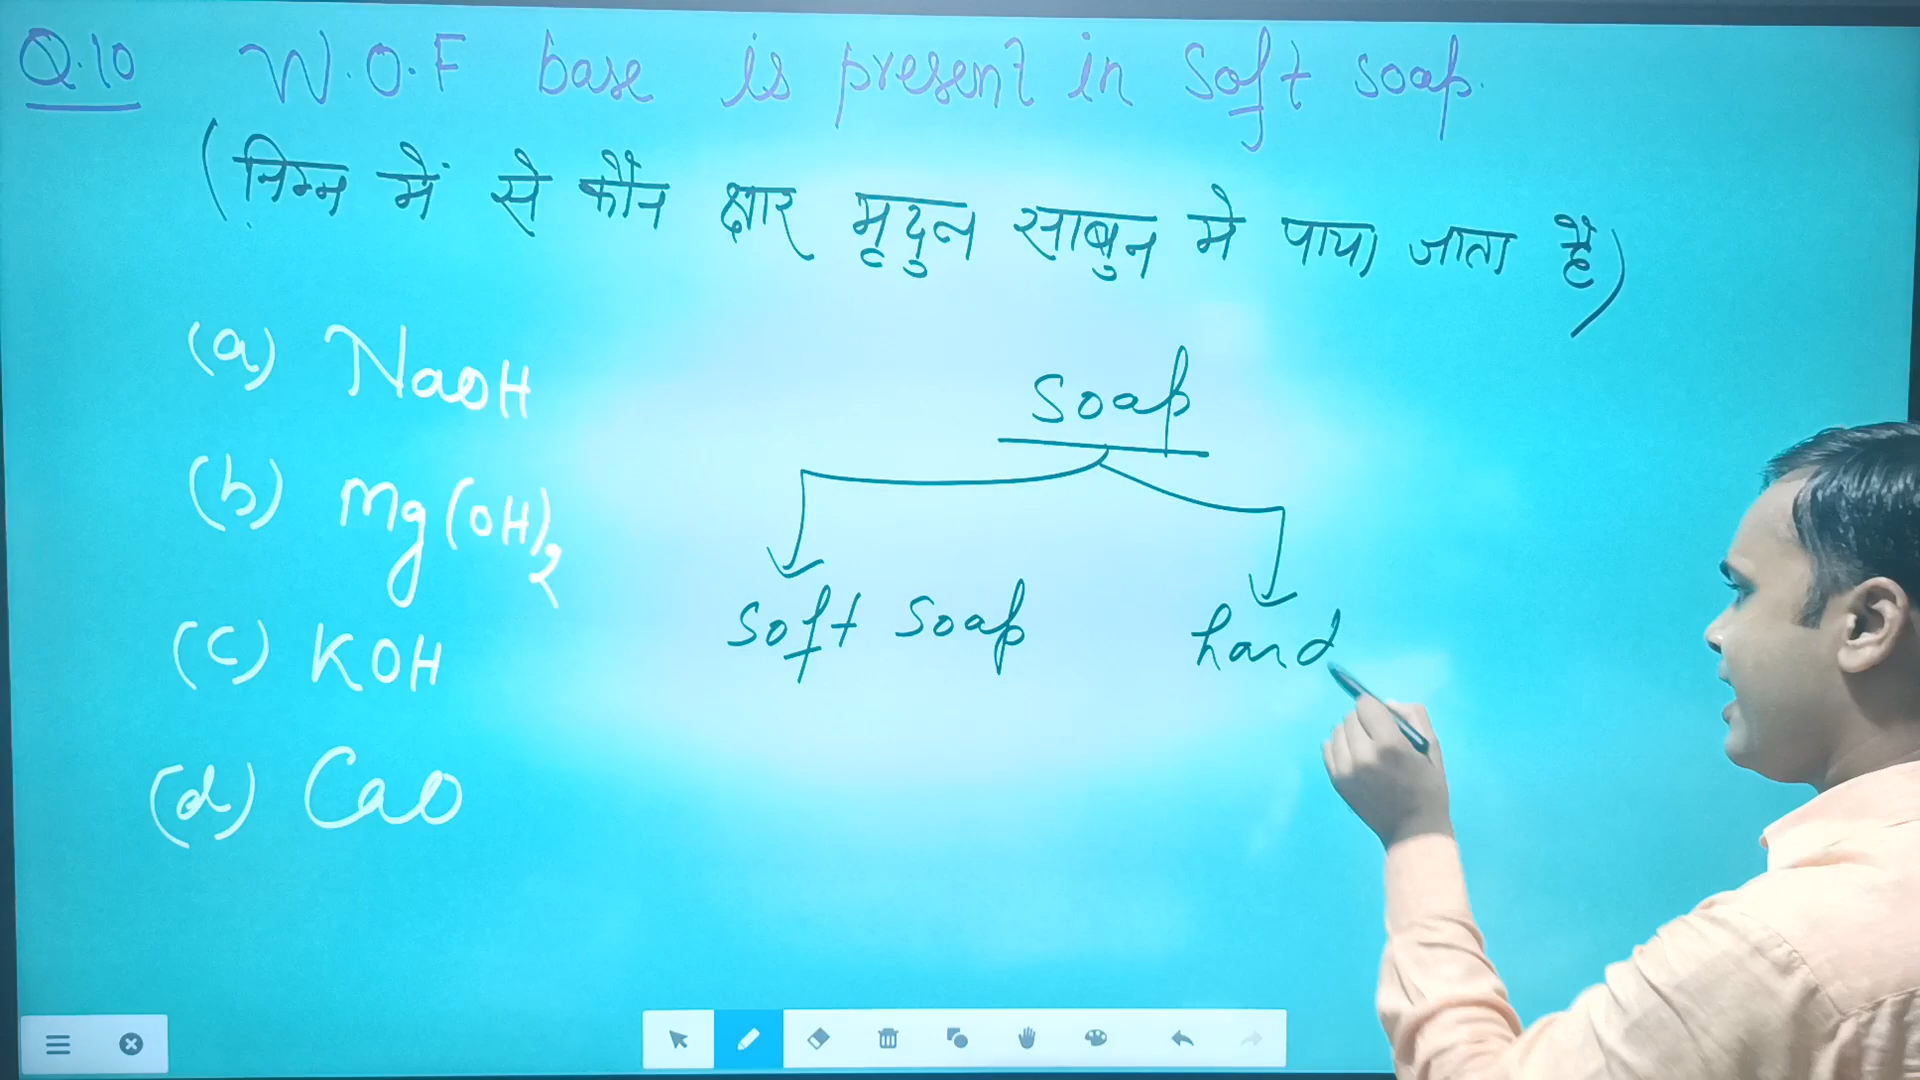 Q.10 W.O.F base is present in soft soap.
(निम्न में से कौन क्षार मृदुल साबुन मे पाया जाता है)
(a) NaOH
(b) Mg(OH)2
(c) KOH
(d) CaO
Soap
Soft Soap
hard